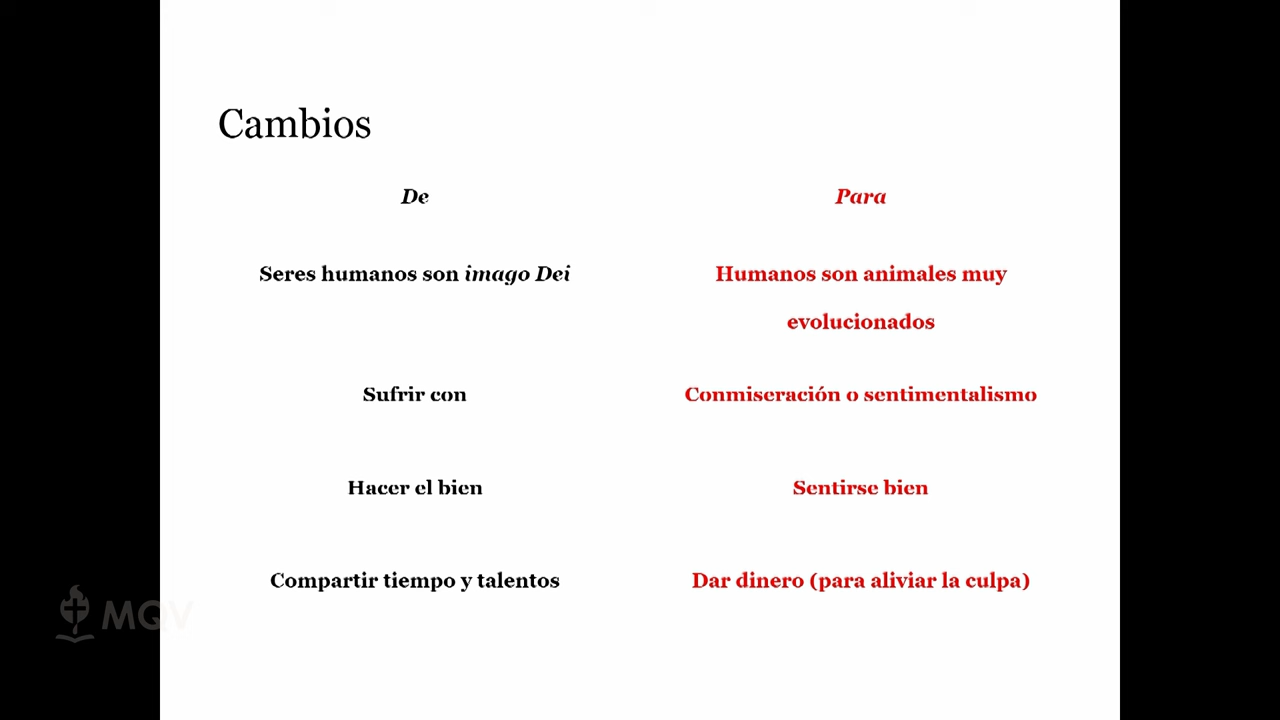 Cambios
De
Para
Seres humanos son imago Dei
Humanos son animales muy
evolucionados
Sufrir con
Conmiseración o sentimentalismo
Hacer el bien
Sentirse bien
Compartir tiempo y talentos
Dar dinero (para aliviar la culpa)
MQV